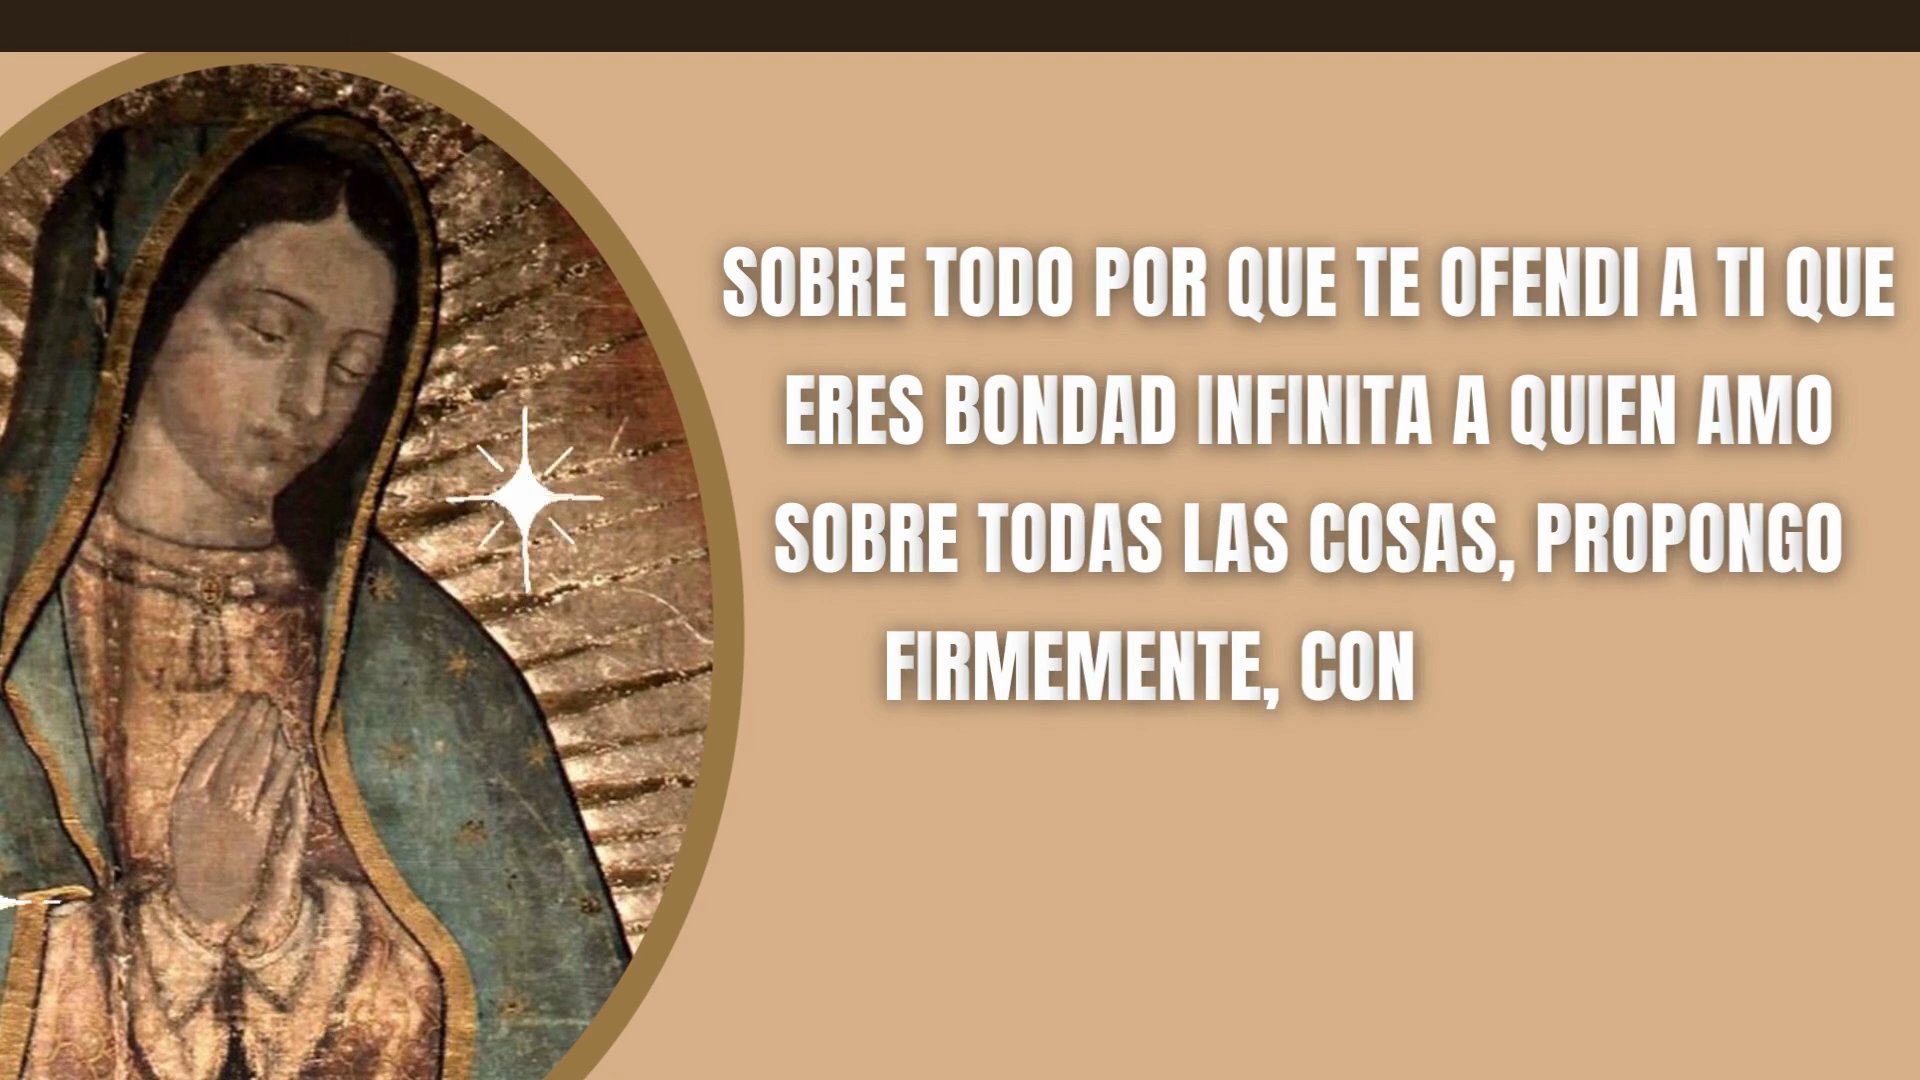 SOBRE TODO POR QUE TE OFENDI A TI QUE
ERES BONDAD INFINITA A QUIEN AMO
SOBRE TODAS LAS COSAS, PROPONGO
FIRMEMENTE, CON